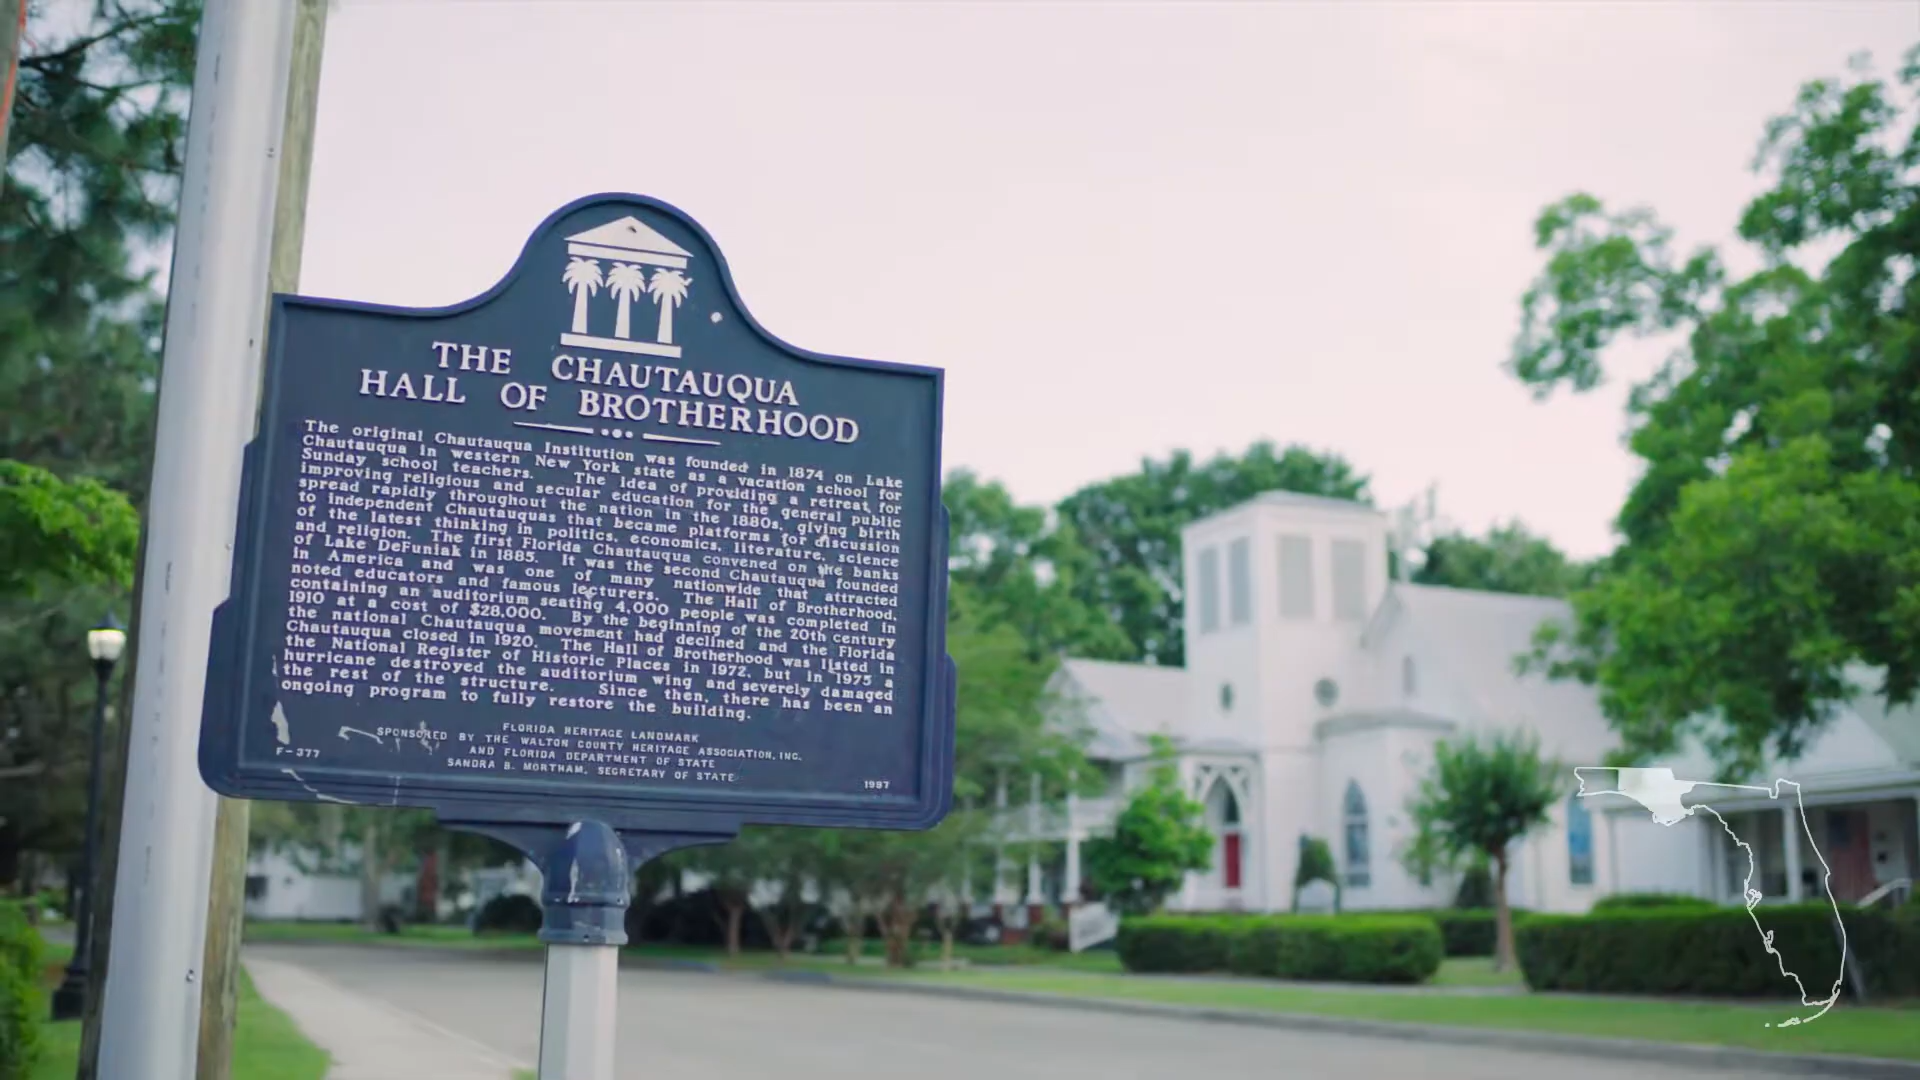 THE CHAUTAUQUA
HALL OF BROTHERHOOD
The original Chautauqua Institution was founded in 1874 on Lake
Chautauqua in western New York state as a vacation school for
Sunday school teachers. The idea of providing a retreat for
improving religious and secular education for the general public
spread rapidly throughout the nation in the 1880s, giving birth
to independent Chautauquas that became platforms for discussion
of the latest thinking in politics, economics, literature, science
and religion. The first Florida Chautauqua convened on the banks
of Lake DeFuniak in 1885. It was the second Chautauqua founded
in America and was one of many nationwide that attracted
noted educators and famous lecturers. The Hall of Brotherhood,
containing an auditorium seating 4,000 people was completed in
1910 at a cost of $28,000. By the beginning of the 20th century
the national Chautauqua movement had declined and the Florida
Chautauqua closed in 1920. The Hall of Brotherhood was listed in
the National Register of Historic Places in 1972, but in 1975 a
hurricane destroyed the auditorium wing and severely damaged
the rest of the structure. Since then, there has been an
ongoing program to fully restore the building.
FLORIDA HERITAGE LANDMARK
SPONSORED BY THE WALTON COUNTY HERITAGE ASSOCIATION, INC.
AND FLORIDA DEPARTMENT OF STATE
SANDRA B. MORTHAM, SECRETARY OF STATE
F-377
1997